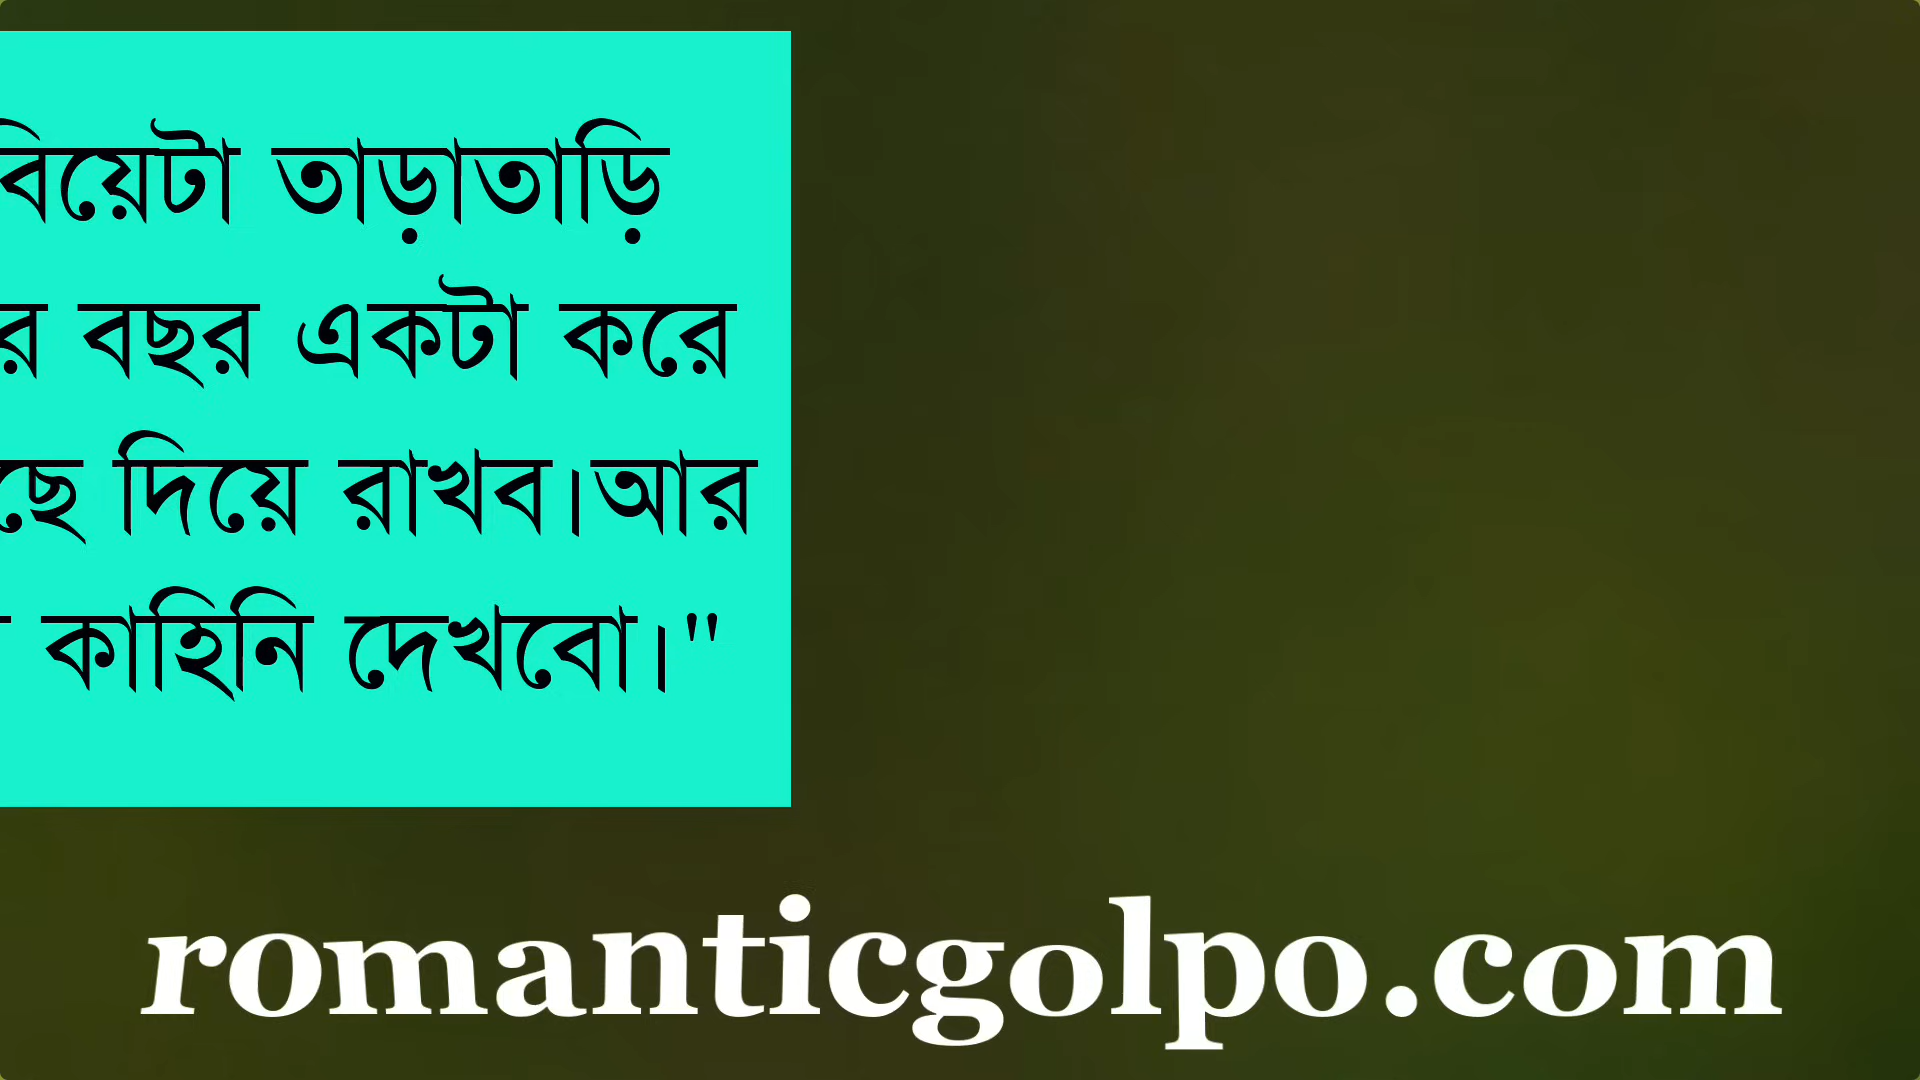 বিয়েটা তাড়াতাড়ি
র বছর একটা করে
ছে দিয়ে রাখব।আর
কাহিনি দেখবো।"
romanticgolpo.com